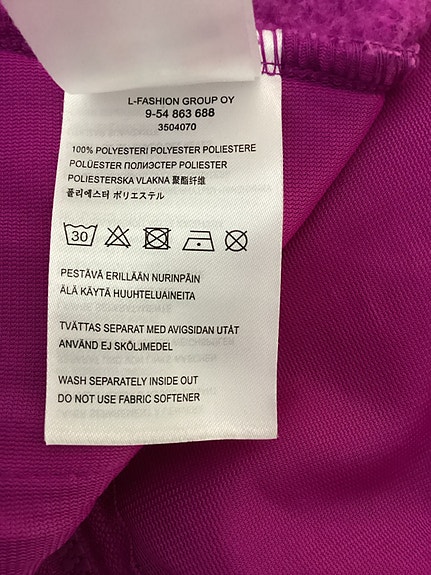 L-FASHION GROUP OY
9-54 863 688
3504070
100% POLYESTERI POLYESTER POLIESTERE
POLÜESTER ПОЛИЭСТЕР POLIESTER
POLIESTERSKA VLAKNA 聚酯纤维
폴리에스터 ポリエステル
30
PESTÄVÄ ERILLÄÄN NURINPÄIN
ÄLÄ KÄYTÄ HUUHTELUAINEITA
TVÄTTAS SEPARAT MED AVIGSIDAN UTÅT
ANVÄND EJ SKÖLJMEDEL
WASH SEPARATELY INSIDE OUT
DO NOT USE FABRIC SOFTENER